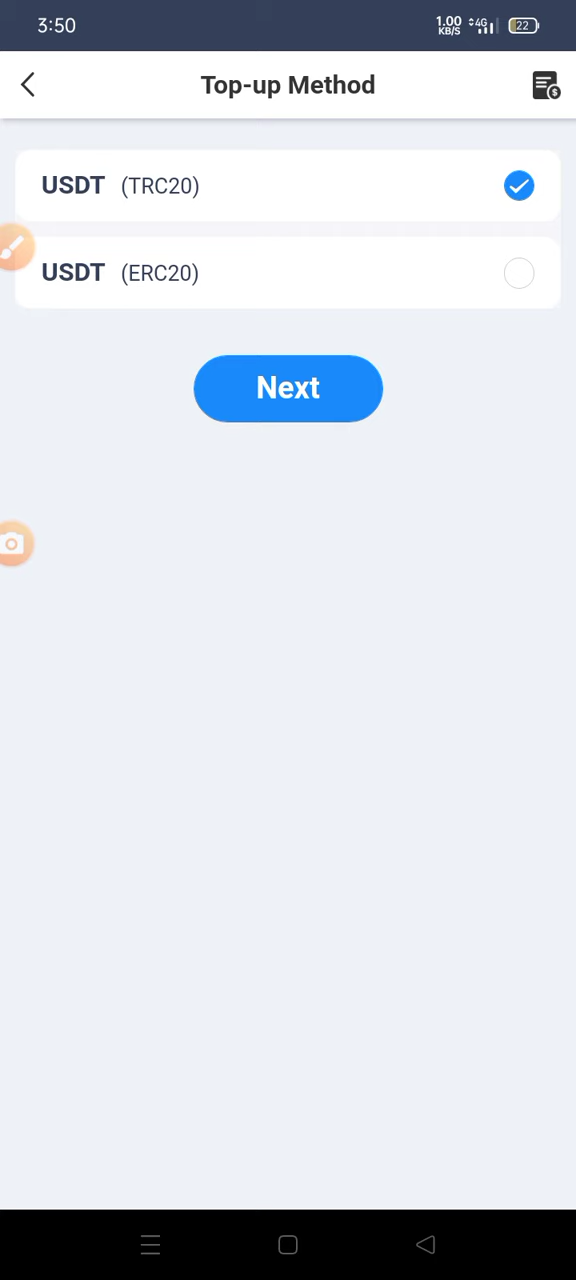 3:50 1.00 KB/S 4G 22
Top-up Method
USDT (TRC20)
USDT (ERC20)
Next